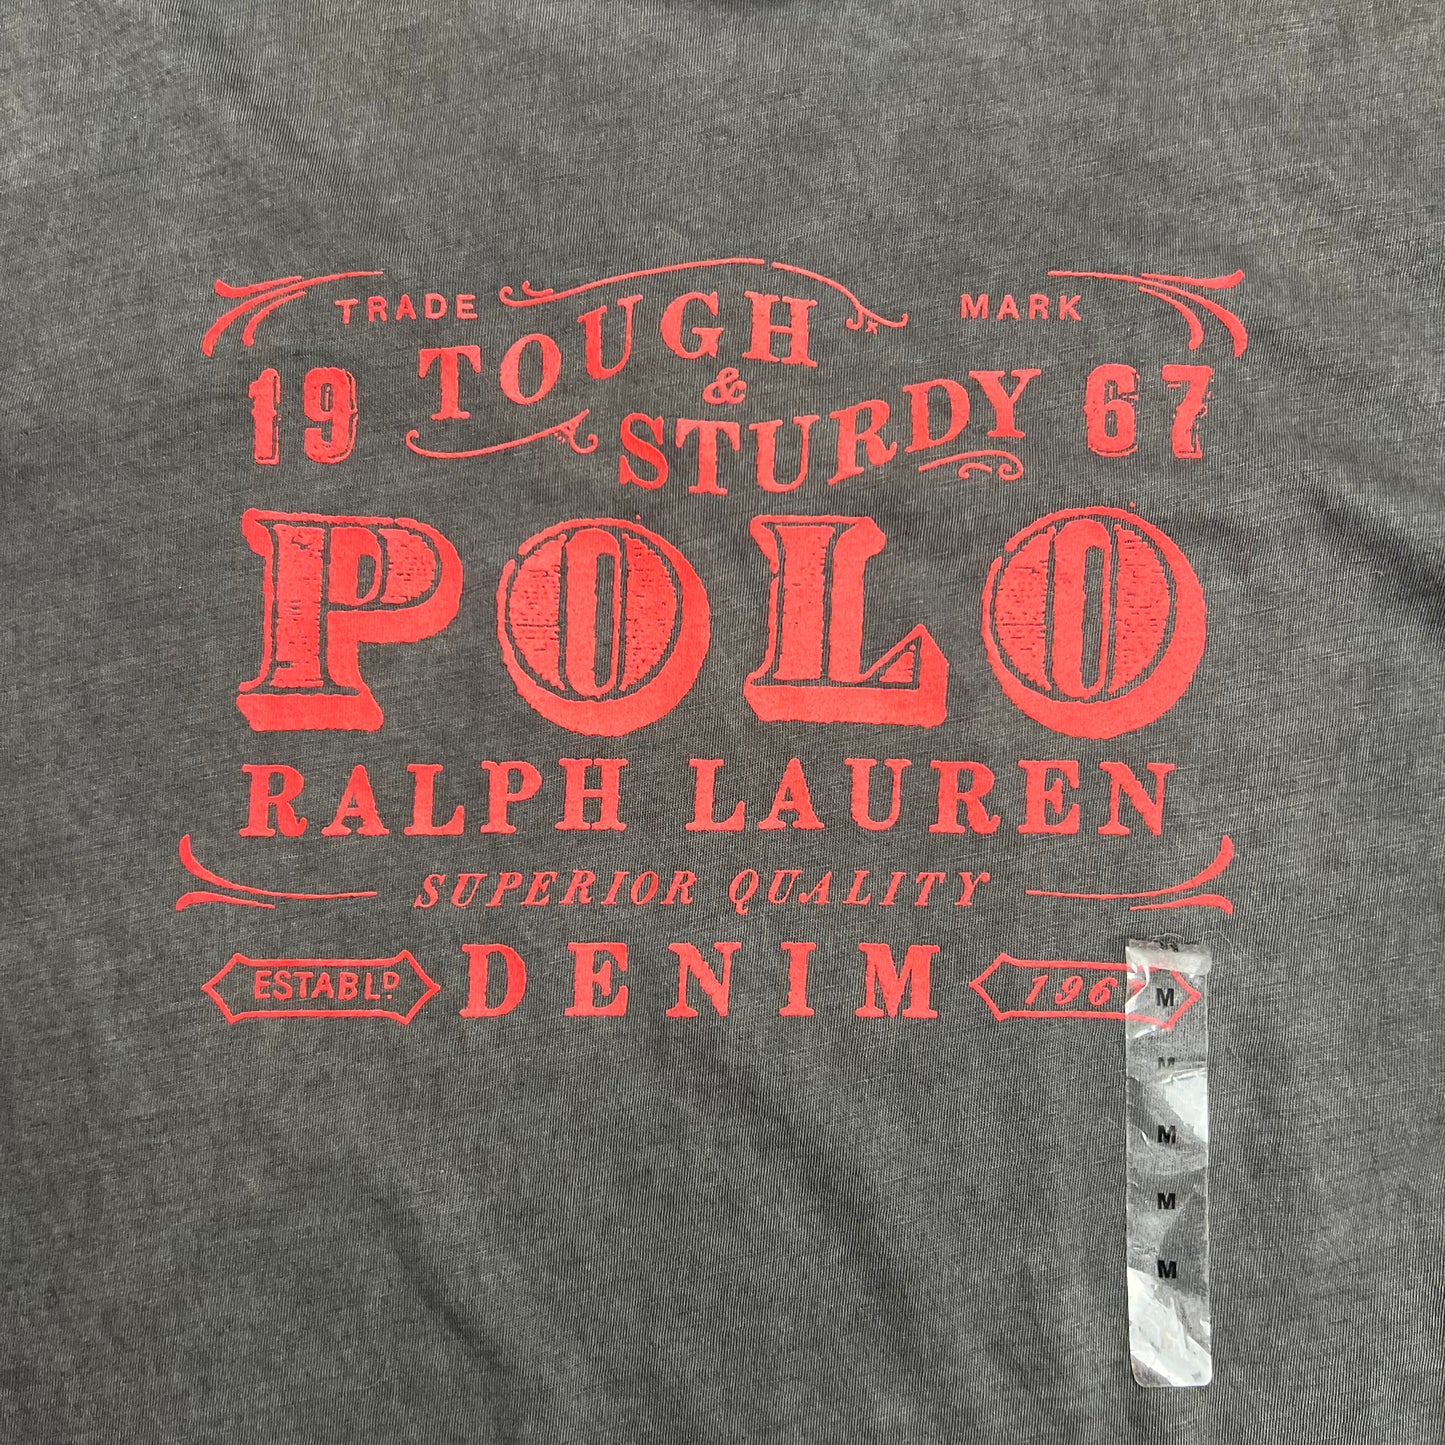 TRADE MARK
19 TOUGH 67
&
STURDY
POLO
RALPH LAUREN
SUPERIOR QUALITY
ESTABLD. DENIM 196
M
M
M
M
M